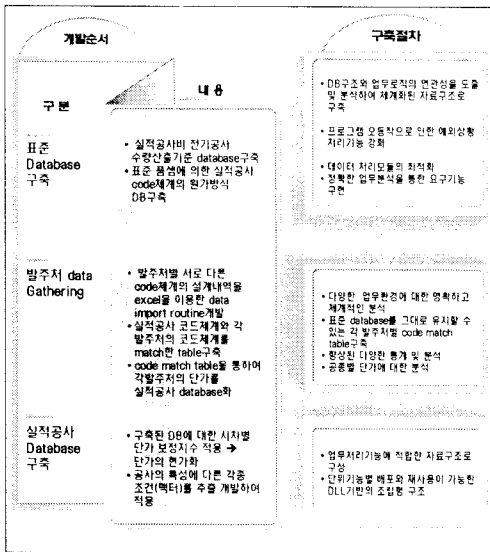 개발순서
구축절차
구 분
내 용
표준
Database
구축
• 실적공사비 전기공사
수량산출기준 database구축
• 표준 품셈에 의한 실적공사
code체계의 원가방식
DB구축
• DB구조와 업무로직의 연관성을 도출
및 분석하여 체계화된 자료구조로
구축
• 프로그램 오동작으로 인한 예외상황
처리기능 강화
• 데이터 처리모듈의 최적화
• 정확한 업무분석을 통한 요구기능
구현
발주처 data
Gathering
• 발주처별 서로 다른
code체계의 설계내역을
excel을 이용한 data
import routine개발
• 실적공사 코드체계와 각
발주처의 코드체계를
match한 table구축
• code match table을 통하여
각발주처의 단가를
실적공사 database화
• 다양한 업무환경에 대한 명확하고
체계적인 분석
• 표준 database를 그대로 유지할 수
있는 각 발주처별 code match
table구축
• 향상된 다양한 통계 및 분석
• 공종별 단가에 대한 분석
실적공사
Database
구축
• 구축된 DB에 대한 시차별
단가 보정지수 적용 →
단가의 현가화
• 공사의 특성에 다른 각종
조건(팩터)를 추출 개발하여
적용
• 업무처리기능에 적합한 자료구조로
구성
• 단위기능별 배포와 재사용이 가능한
DLL기반의 조립형 구조